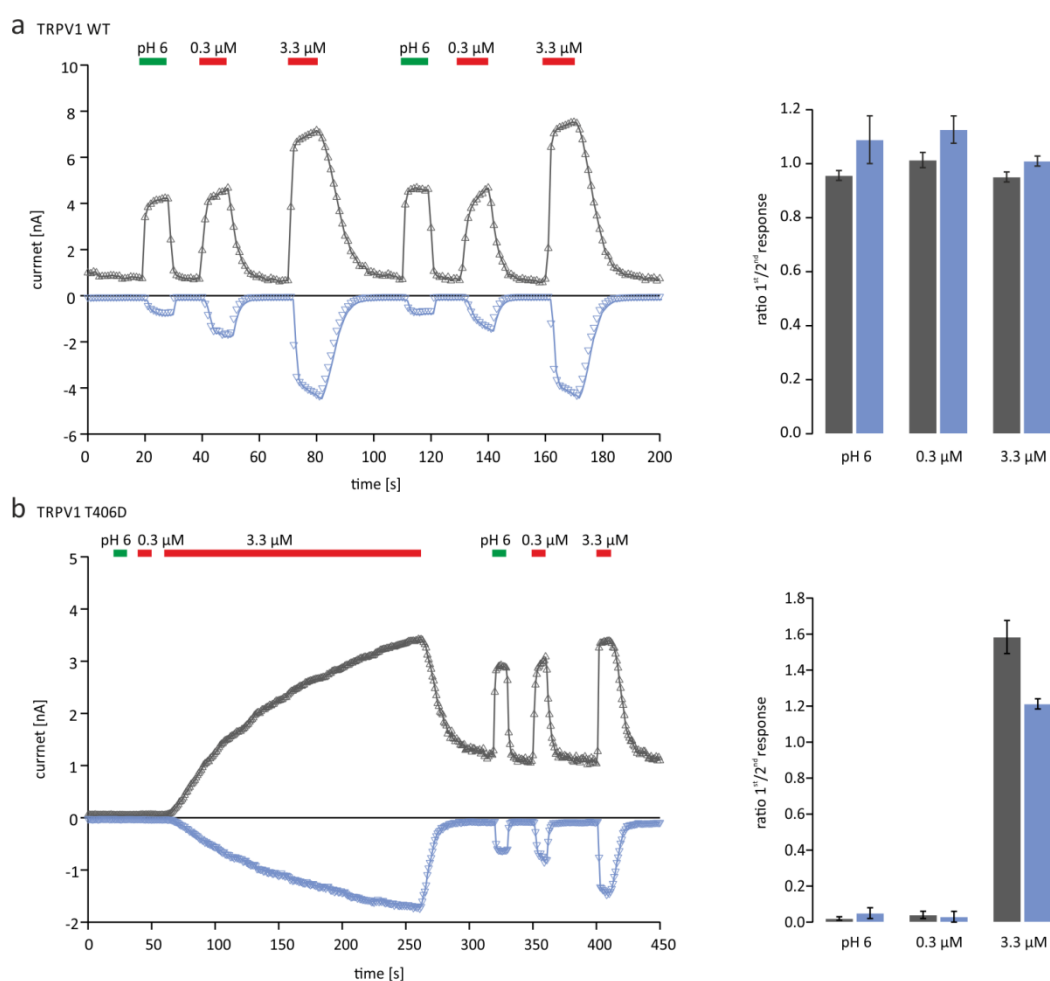 a TRPV1 WT
pH 6 0.3 µM 3.3 µM pH 6 0.3 µM 3.3 µM
10
8
6
4
2
0
-2
-4
-6
currnet [nA]
0 20 40 60 80 100 120 140 160 180 200
time [s]
1.2
1.0
0.8
0.6
0.4
0.2
0.0
ratio 1st/2nd response
pH 6 0.3 µM 3.3 µM
b TRPV1 T406D
pH 6 0.3 µM 3.3 µM pH 6 0.3 µM 3.3 µM
5
4
3
2
1
0
-1
-2
currnet [nA]
0 50 100 150 200 250 300 350 400 450
time [s]
1.8
1.6
1.4
1.2
1.0
0.8
0.6
0.4
0.2
0.0
ratio 1st/2nd response
pH 6 0.3 µM 3.3 µM